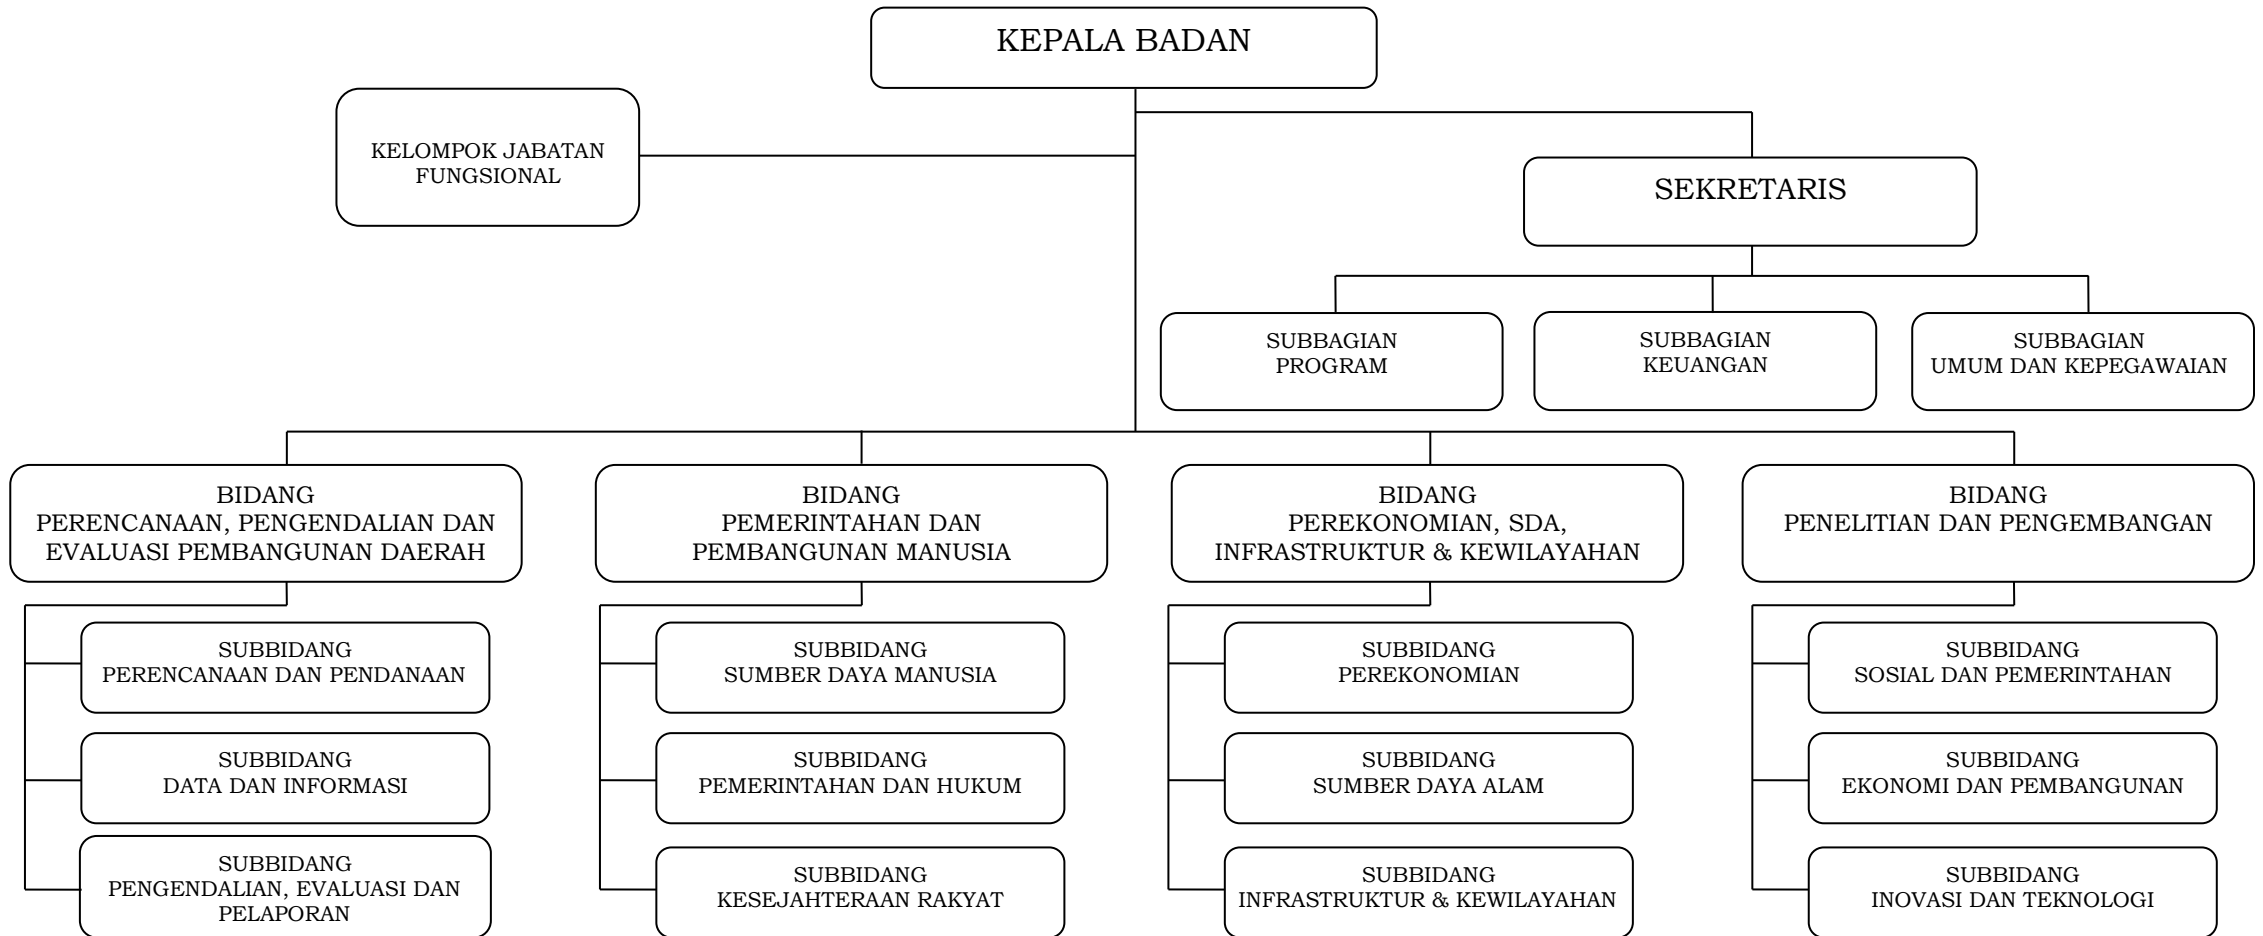 KEPALA BADAN
KELOMPOK JABATAN
FUNGSIONAL
SEKRETARIS
SUBBAGIAN
PROGRAM
SUBBAGIAN
KEUANGAN
SUBBAGIAN
UMUM DAN KEPEGAWAIAN
BIDANG
PERENCANAAN, PENGENDALIAN DAN
EVALUASI PEMBANGUNAN DAERAH
BIDANG
PEMERINTAHAN DAN
PEMBANGUNAN MANUSIA
BIDANG
PEREKONOMIAN, SDA,
INFRASTRUKTUR & KEWILAYAHAN
BIDANG
PENELITIAN DAN PENGEMBANGAN
SUBBIDANG
PERENCANAAN DAN PENDANAAN
SUBBIDANG
DATA DAN INFORMASI
SUBBIDANG
PENGENDALIAN, EVALUASI DAN
PELAPORAN
SUBBIDANG
SUMBER DAYA MANUSIA
SUBBIDANG
PEMERINTAHAN DAN HUKUM
SUBBIDANG
KESEJAHTERAAN RAKYAT
SUBBIDANG
PEREKONOMIAN
SUBBIDANG
SUMBER DAYA ALAM
SUBBIDANG
INFRASTRUKTUR & KEWILAYAHAN
SUBBIDANG
SOSIAL DAN PEMERINTAHAN
SUBBIDANG
EKONOMI DAN PEMBANGUNAN
SUBBIDANG
INOVASI DAN TEKNOLOGI